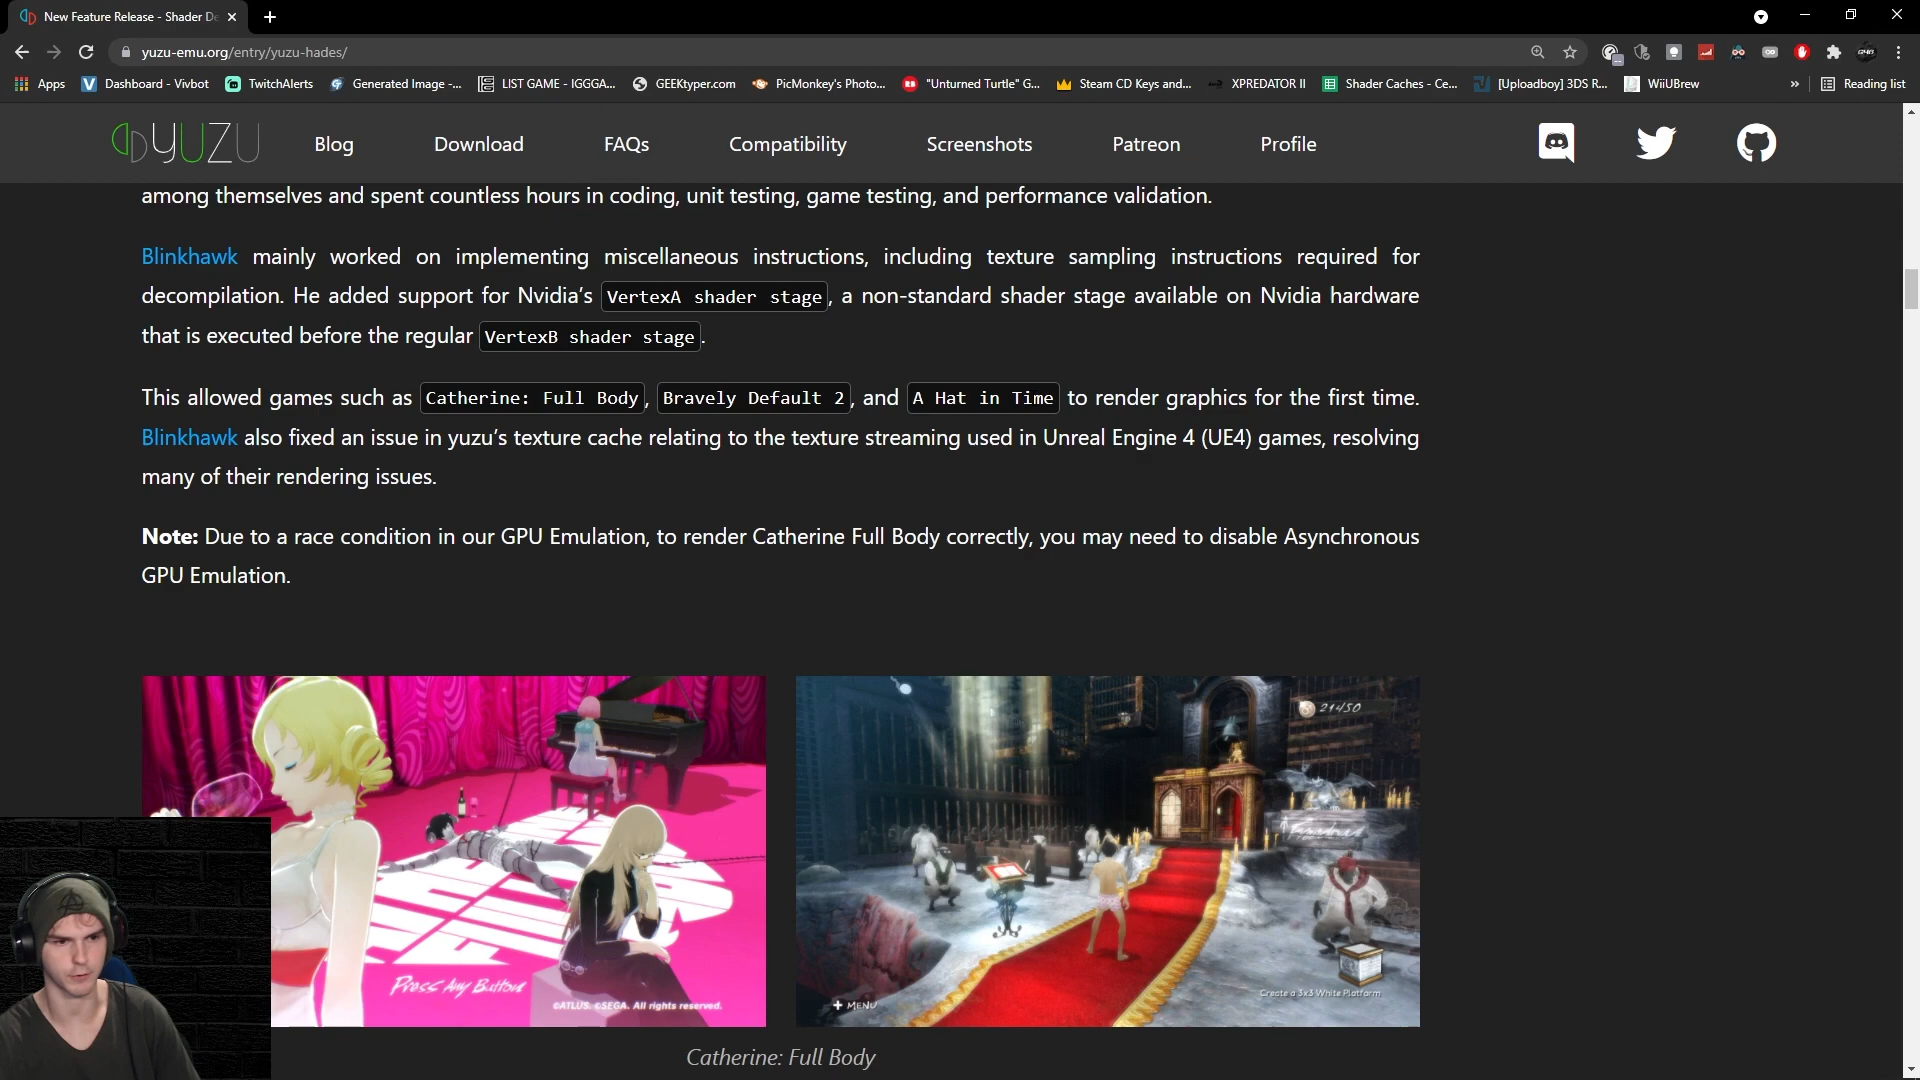 New Feature Release - Shader De
yuzu-emu.org/entry/yuzu-hades/
Apps Dashboard - Vivbot TwitchAlerts Generated Image -... LIST GAME - IGGGA... GEEKtyper.com PicMonkey's Photo... "Unturned Turtle" G... Steam CD Keys and... XPREDATOR II Shader Caches - Ce... [Uploadboy] 3DS R... WiiUBrew » Reading list
YUZU Blog Download FAQs Compatibility Screenshots Patreon Profile
among themselves and spent countless hours in coding, unit testing, game testing, and performance validation.
Blinkhawk mainly worked on implementing miscellaneous instructions, including texture sampling instructions required for
decompilation. He added support for Nvidia’s VertexA shader stage, a non-standard shader stage available on Nvidia hardware
that is executed before the regular VertexB shader stage.
This allowed games such as Catherine: Full Body, Bravely Default 2, and A Hat in Time to render graphics for the first time.
Blinkhawk also fixed an issue in yuzu’s texture cache relating to the texture streaming used in Unreal Engine 4 (UE4) games, resolving
many of their rendering issues.
Note: Due to a race condition in our GPU Emulation, to render Catherine Full Body correctly, you may need to disable Asynchronous
GPU Emulation.
21450
Press Any Button
©ATLUS. ©SEGA. All rights reserved.
+ MENU
Create a 3x3 White Platform
Catherine: Full Body